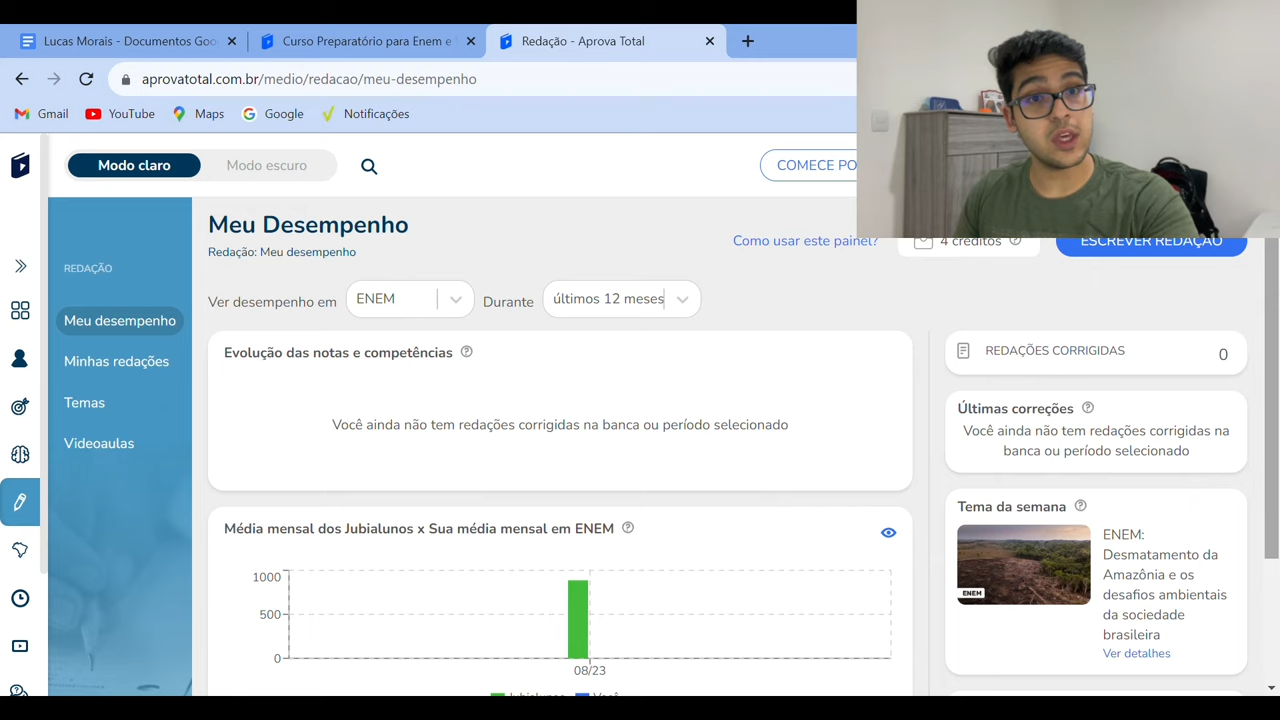 Lucas Morais - Documentos Goo
Curso Preparatório para Enem e
Redação - Aprova Total
aprovatotal.com.br/medio/redacao/meu-desempenho
Gmail
YouTube
Maps
Google
Notificações
Modo claro
Modo escuro
COMECE PO
REDAÇÃO
Meu desempenho
Minhas redações
Temas
Videoaulas
Meu Desempenho
Redação: Meu desempenho
Como usar este painel?
4 créditos
ESCREVER REDAÇÃO
Ver desempenho em
ENEM
Durante
últimos 12 meses
Evolução das notas e competências
Você ainda não tem redações corrigidas na banca ou período selecionado
Média mensal dos Jubialunos x Sua média mensal em ENEM
1000
500
0
08/23
Jubialunos
Você
REDAÇÕES CORRIGIDAS
0
Últimas correções
Você ainda não tem redações corrigidas na
banca ou período selecionado
Tema da semana
ENEM
ENEM:
Desmatamento da
Amazônia e os
desafios ambientais
da sociedade
brasileira
Ver detalhes